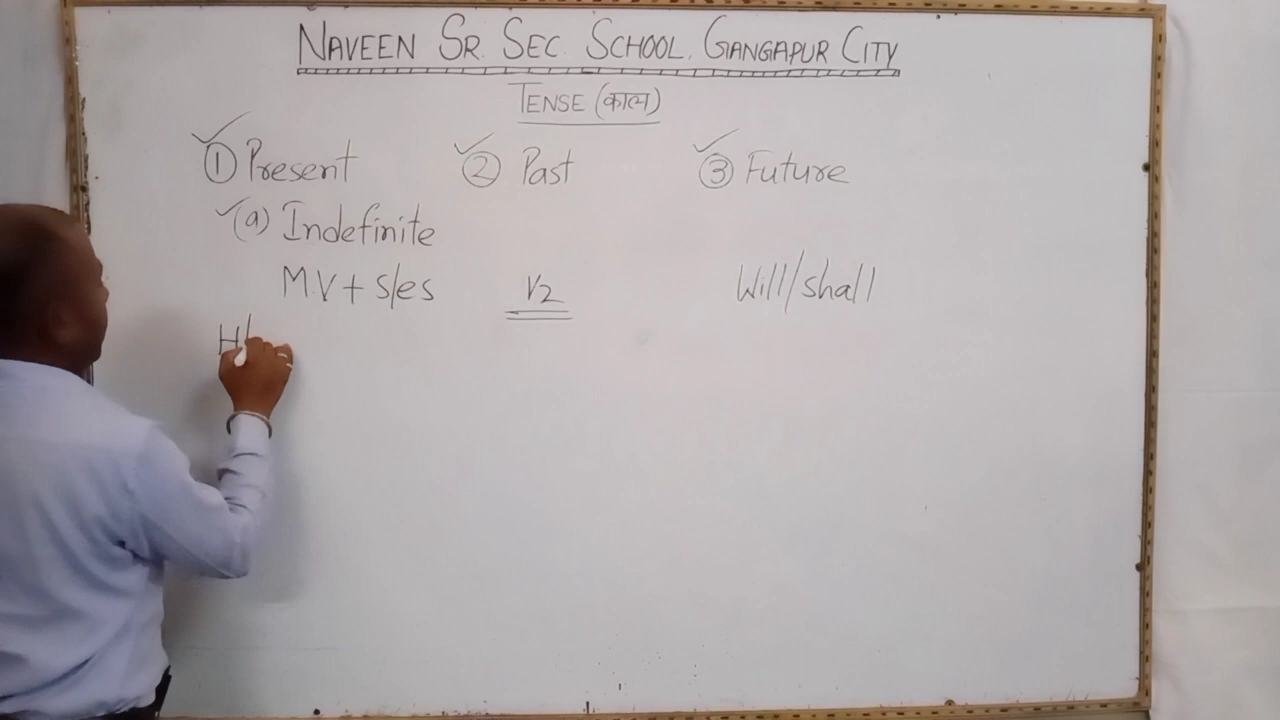 NAVEEN SR. SEC. SCHOOL, GANGAPUR CITY
TENSE (काल)
① Present ② Past ③ Future
(a) Indefinite
M.V + s/es V2 Will/shall
H